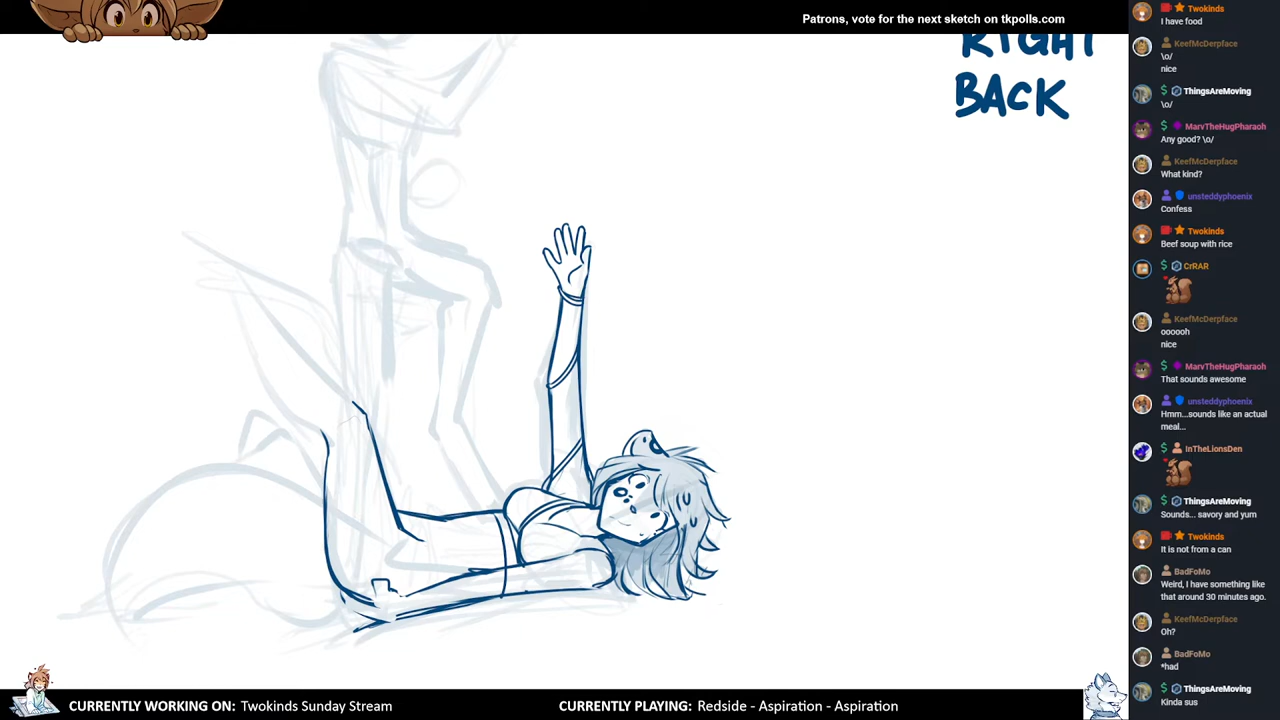 Patrons, vote for the next sketch on tkpolls.com
RIGHT
BACK
Twokinds
I have food
KeefMcDerpface
\o/
nice
ThingsAreMoving
\o/
MarvTheHugPharaoh
Any good? \o/
KeefMcDerpface
What kind?
unsteddyphoenix
Confess
Twokinds
Beef soup with rice
CrRAR
KeefMcDerpface
oooooh
nice
MarvTheHugPharaoh
That sounds awesome
unsteddyphoenix
Hmm...sounds like an actual
meal...
InTheLionsDen
ThingsAreMoving
Sounds... savory and yum
Twokinds
It is not from a can
BadFoMo
Weird, I have something like
that around 30 minutes ago.
KeefMcDerpface
Oh?
BadFoMo
*had
ThingsAreMoving
Kinda sus
CURRENTLY WORKING ON: Twokinds Sunday Sketch CURRENTLY PLAYING: Redside - Aspiration - Aspiration